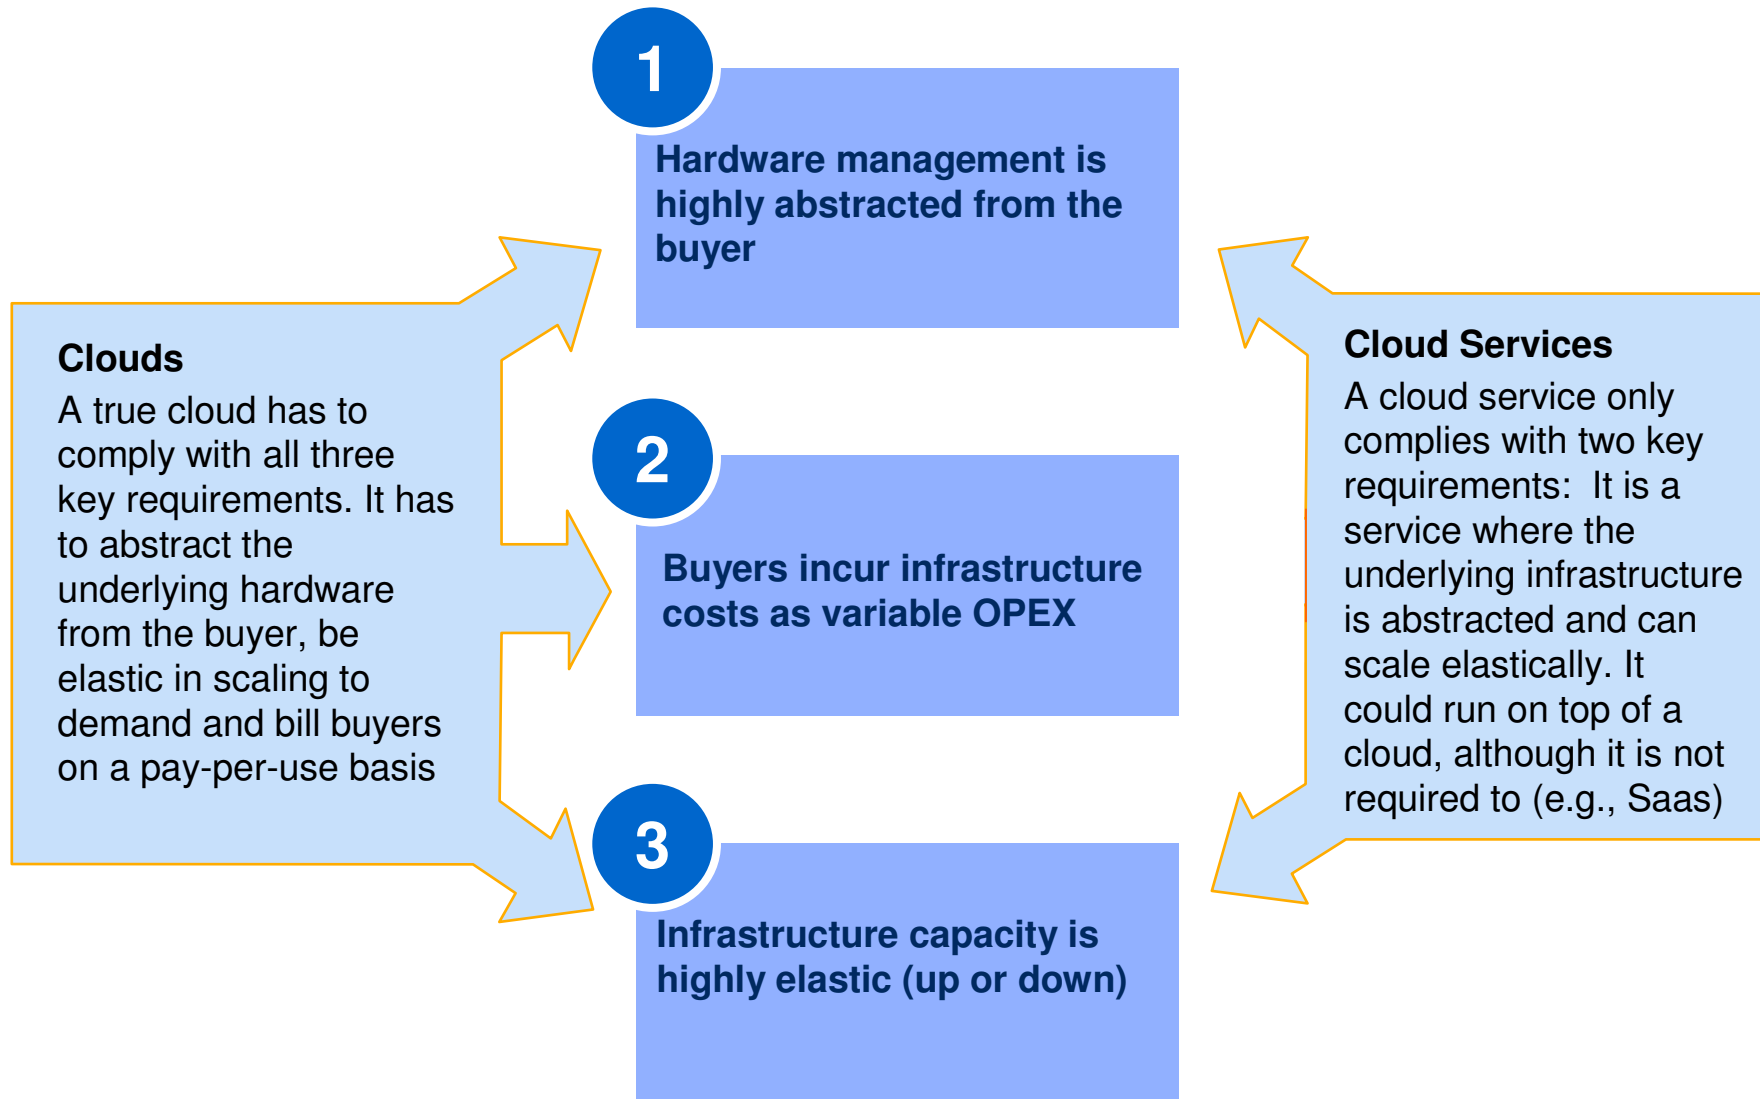 1
Hardware management is
highly abstracted from the
buyer
Clouds
A true cloud has to
comply with all three
key requirements. It has
to abstract the
underlying hardware
from the buyer, be
elastic in scaling to
demand and bill buyers
on a pay-per-use basis
2
Buyers incur infrastructure
costs as variable OPEX
3
Infrastructure capacity is
highly elastic (up or down)
Cloud Services
A cloud service only
complies with two key
requirements:  It is a
service where the
underlying infrastructure
is abstracted and can
scale elastically. It
could run on top of a
cloud, although it is not
required to (e.g., Saas)